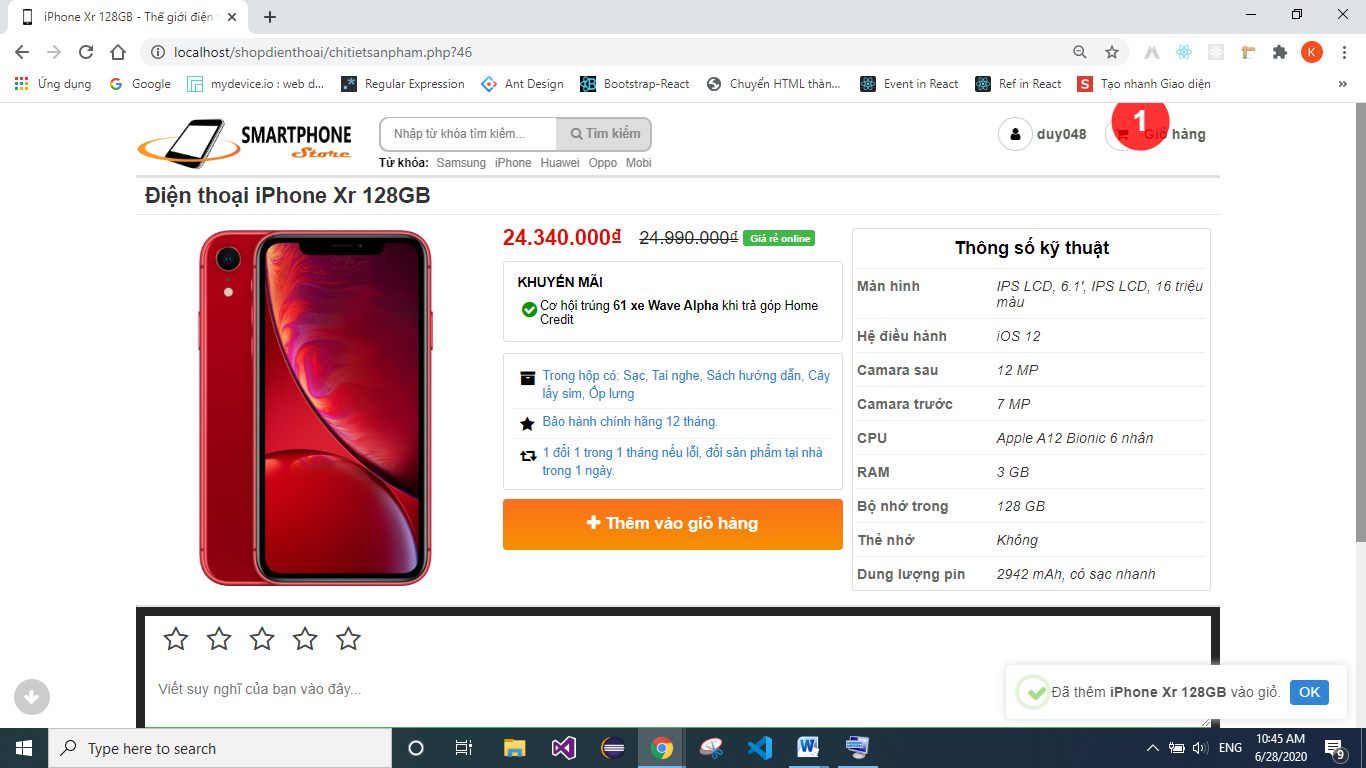 iPhone Xr 128GB - Thế giới điện
localhost/shopdienthoai/chitietsanpham.php?46
K
Ứng dụng
Google
mydevice.io : web d...
Regular Expression
Ant Design
Bootstrap-React
Chuyển HTML thàn...
Event in React
Ref in React
Tạo nhanh Giao diện
SMARTPHONE
Store
Nhập từ khóa tìm kiếm...
Tìm kiếm
Từ khóa: Samsung iPhone Huawei Oppo Mobi
duy048
1
Giỏ hàng
Điện thoại iPhone Xr 128GB
24.340.000₫ 24.990.000₫ Giá rẻ online
KHUYẾN MÃI
Cơ hội trúng 61 xe Wave Alpha khi trả góp Home
Credit
Trong hộp có: Sạc, Tai nghe, Sách hướng dẫn, Cây
lấy sim, Ốp lưng
Bảo hành chính hãng 12 tháng.
1 đổi 1 trong 1 tháng nếu lỗi, đổi sản phẩm tại nhà
trong 1 ngày.
Thêm vào giỏ hàng
Thông số kỹ thuật
Màn hình IPS LCD, 6.1', IPS LCD, 16 triệu
màu
Hệ điều hành iOS 12
Camara sau 12 MP
Camara trước 7 MP
CPU Apple A12 Bionic 6 nhân
RAM 3 GB
Bộ nhớ trong 128 GB
Thẻ nhớ Không
Dung lượng pin 2942 mAh, có sạc nhanh
Viết suy nghĩ của bạn vào đây...
Đã thêm iPhone Xr 128GB vào giỏ. OK
Type here to search
ENG
10:45 AM
6/28/2020
9